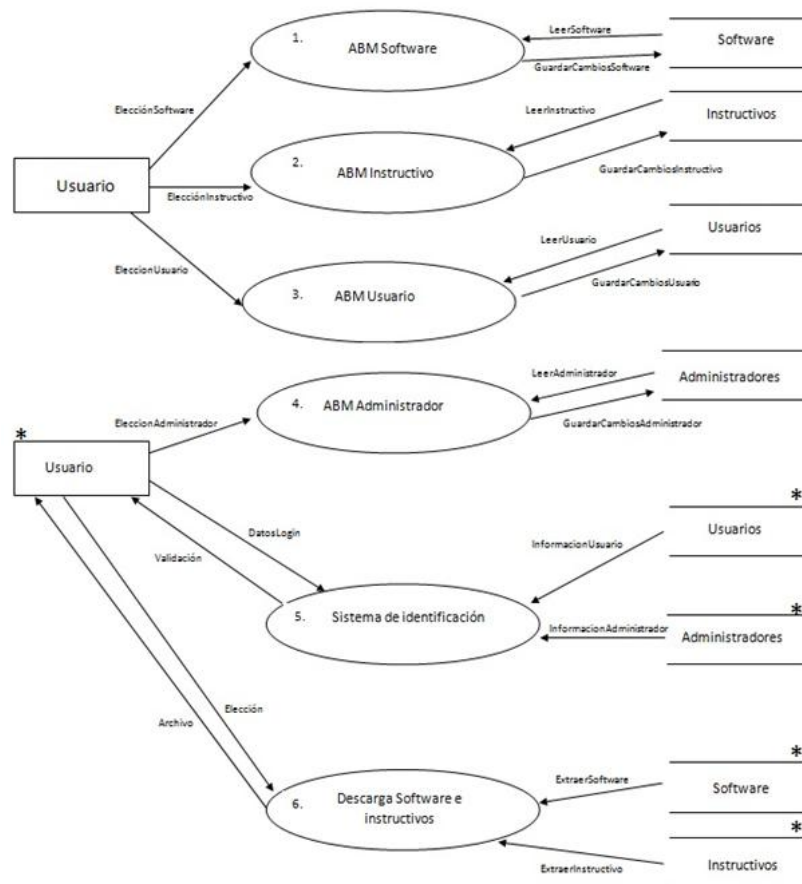 1.
ABM Software
LeerSoftware
GuardarCambiosSoftware
Software
ElecciónSoftware
LeerInstructivo
Instructivos
2.
ABM Instructivo
GuardarCambiosInstructivo
Usuario
ElecciónInstructivo
LeerUsuario
Usuarios
EleccionUsuario
3.
ABM Usuario
GuardarCambiosUsuario
LeerAdministrador
Administradores
4.
ABM Administrador
EleccionAdministrador
GuardarCambiosAdministrador
*
Usuario
*
DatosLogin
Usuarios
Validación
InformacionUsuario
*
5.
Sistema de identificación
InformacionAdministrador
Administradores
Elección
Archivo
*
ExtraerSoftware
Software
6.
Descarga Software e
instructivos
*
ExtraerInstructivo
Instructivos